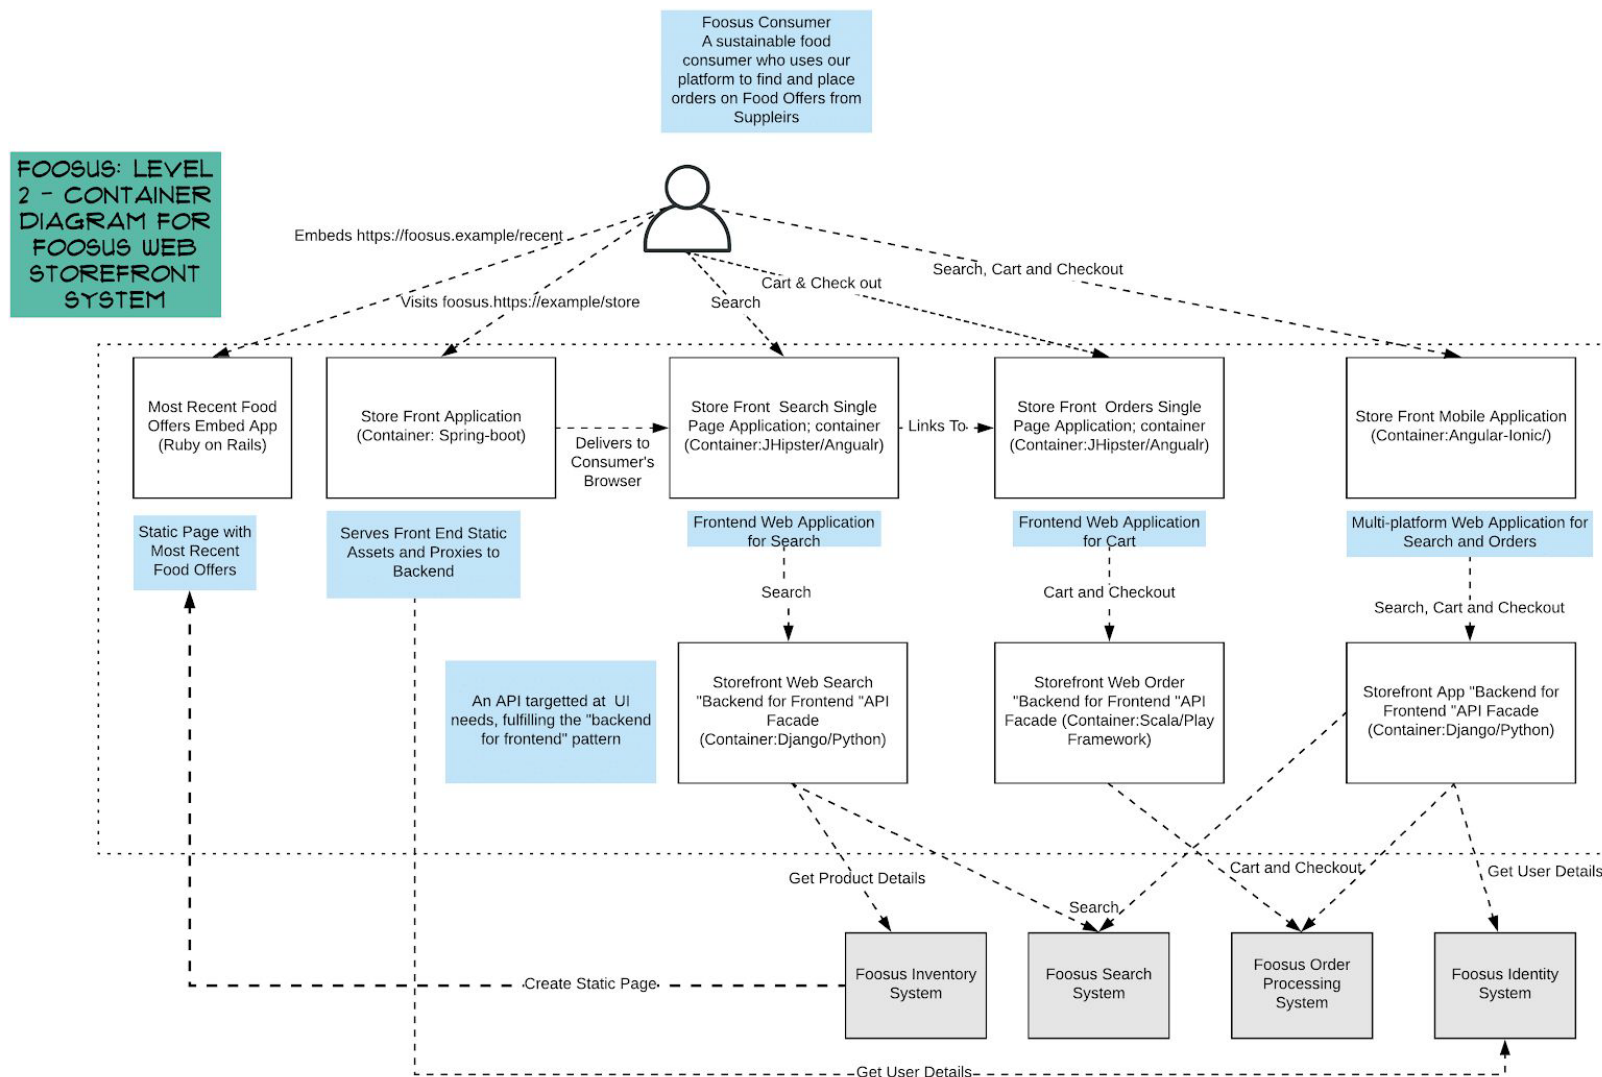 Foosus Consumer
A sustainable food
consumer who uses our
platform to find and place
orders on Food Offers from
Suppleirs
FOOSUS: LEVEL
2 - CONTAINER
DIAGRAM FOR
FOOSUS WEB
STOREFRONT
SYSTEM
Embeds https://foosus.example/recent
Visits foosus.https://example/store
Search
Cart & Check out
Search, Cart and Checkout
Most Recent Food
Offers Embed App
(Ruby on Rails)
Store Front Application
(Container: Spring-boot)
Delivers to
Consumer's
Browser
Store Front Search Single
Page Application; container
(Container:JHipster/Angualr)
Links To
Store Front Orders Single
Page Application; container
(Container:JHipster/Angualr)
Store Front Mobile Application
(Container:Angular-Ionic/)
Static Page with
Most Recent
Food Offers
Serves Front End Static
Assets and Proxies to
Backend
Frontend Web Application
for Search
Frontend Web Application
for Cart
Multi-platform Web Application for
Search and Orders
Search
Cart and Checkout
Search, Cart and Checkout
An API targetted at UI
needs, fulfilling the "backend
for frontend" pattern
Storefront Web Search
"Backend for Frontend "API
Facade
(Container:Django/Python)
Storefront Web Order
"Backend for Frontend "API
Facade (Container:Scala/Play
Framework)
Storefront App "Backend for
Frontend "API Facade
(Container:Django/Python)
Get Product Details
Search
Cart and Checkout
Get User Details
Foosus Inventory
System
Foosus Search
System
Foosus Order
Processing
System
Foosus Identity
System
Create Static Page
Get User Details